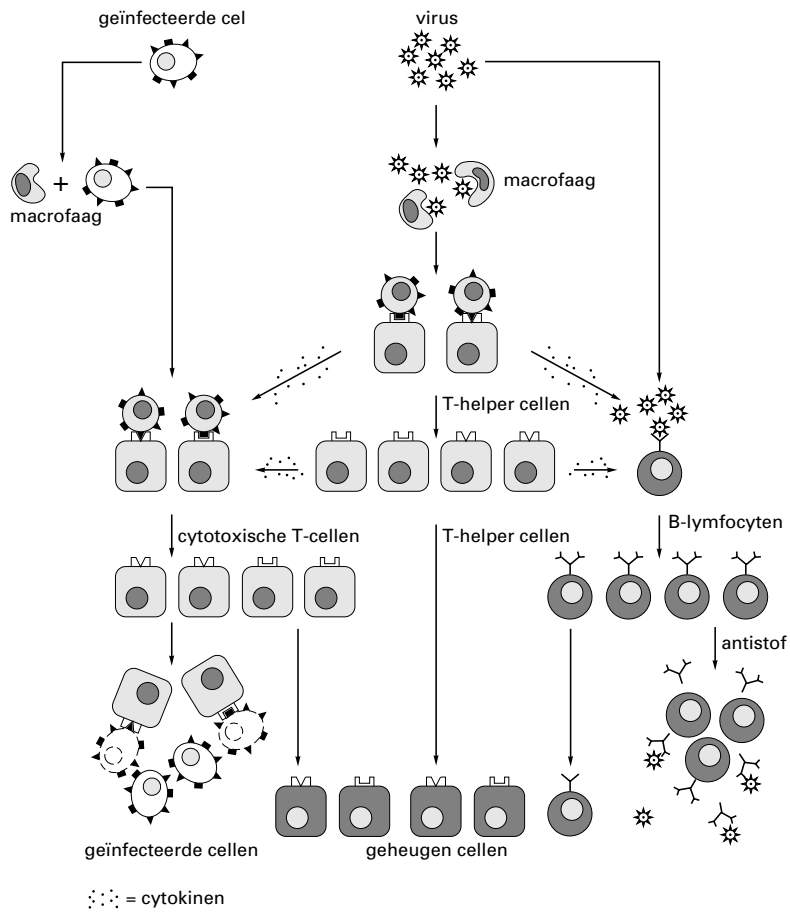 geïnfecteerde cel
virus
+
macrofaag
macrofaag
T-helper cellen
cytotoxische T-cellen
T-helper cellen
B-lymfocyten
antistof
geïnfecteerde cellen
geheugen cellen
= cytokinen